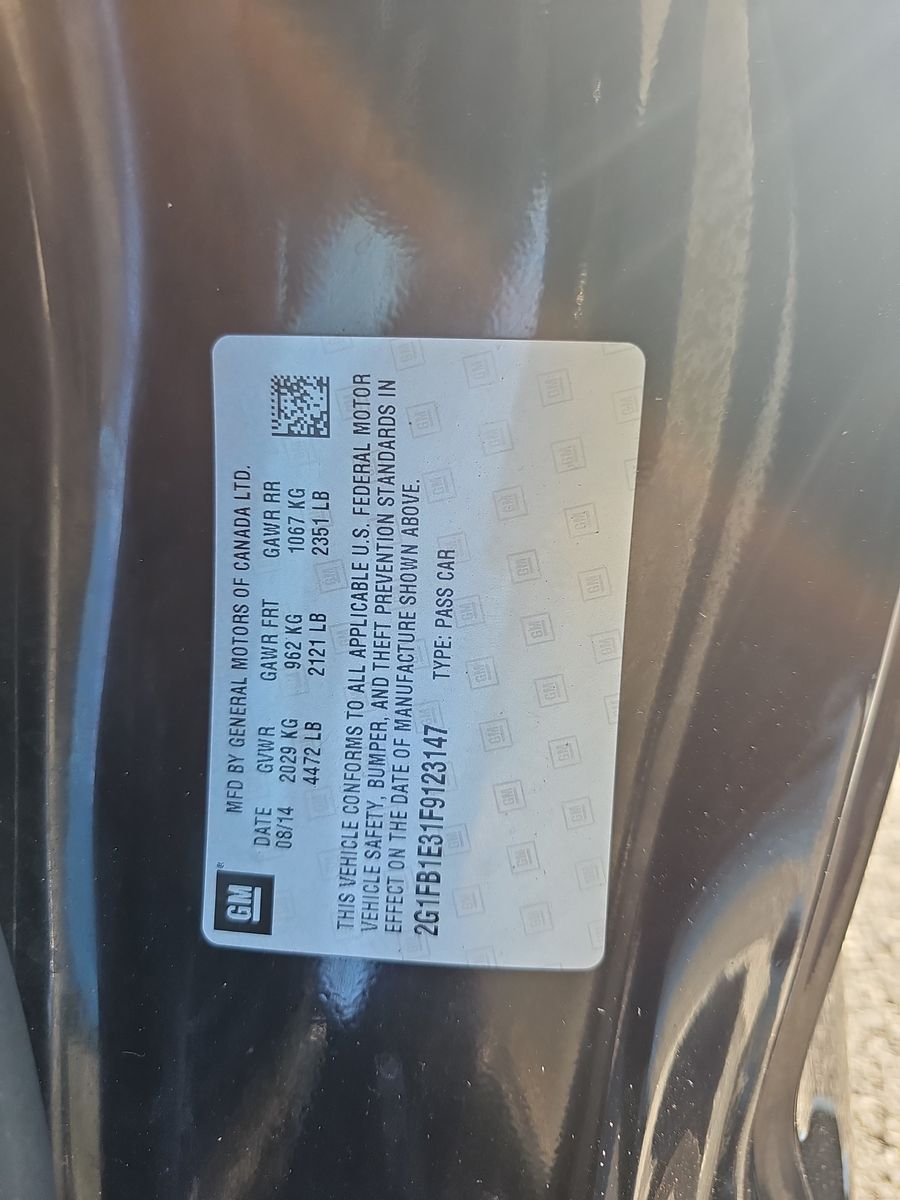 GM ®
MFD BY GENERAL MOTORS OF CANADA LTD.
DATE GVWR GAWR FRT GAWR RR
08/14 2029 KG 962 KG 1067 KG
4472 LB 2121 LB 2351 LB
THIS VEHICLE CONFORMS TO ALL APPLICABLE U.S. FEDERAL MOTOR
VEHICLE SAFETY, BUMPER, AND THEFT PREVENTION STANDARDS IN
EFFECT ON THE DATE OF MANUFACTURE SHOWN ABOVE.
2G1FB1E31F9123147 TYPE: PASS CAR